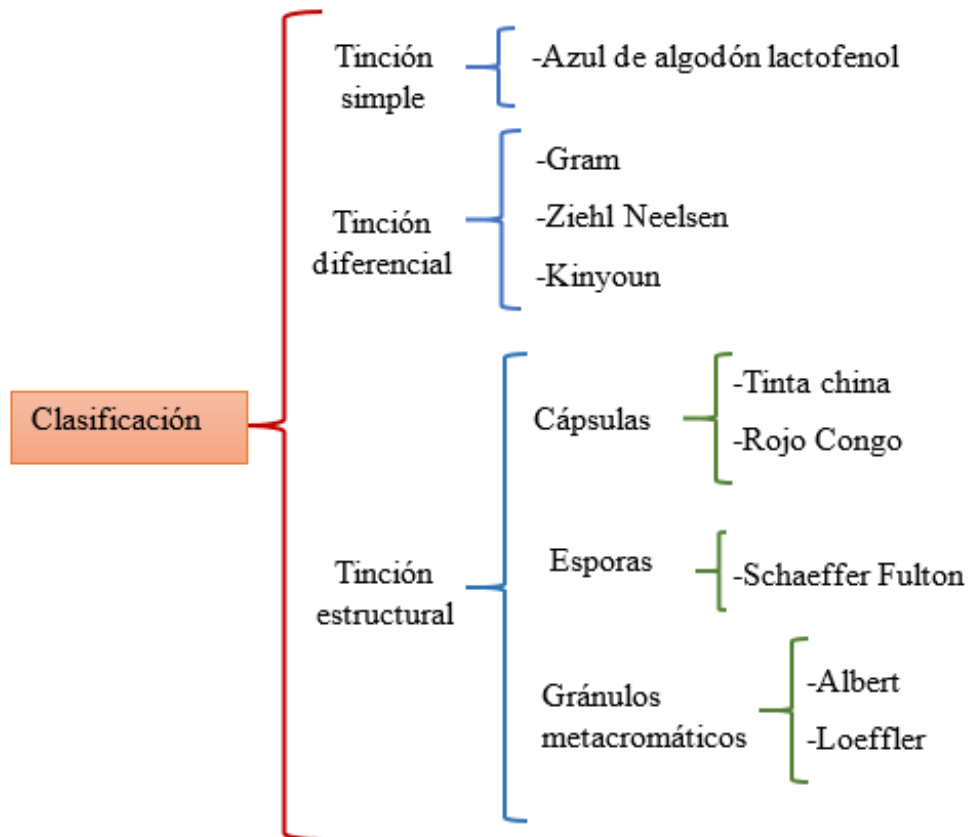 Clasificación
Tinción
simple
-Azul de algodón lactofenol
Tinción
diferencial
-Gram
-Ziehl Neelsen
-Kinyoun
Tinción
estructural
Cápsulas
-Tinta china
-Rojo Congo
Esporas
-Schaeffer Fulton
Gránulos
metacromáticos
-Albert
-Loeffler